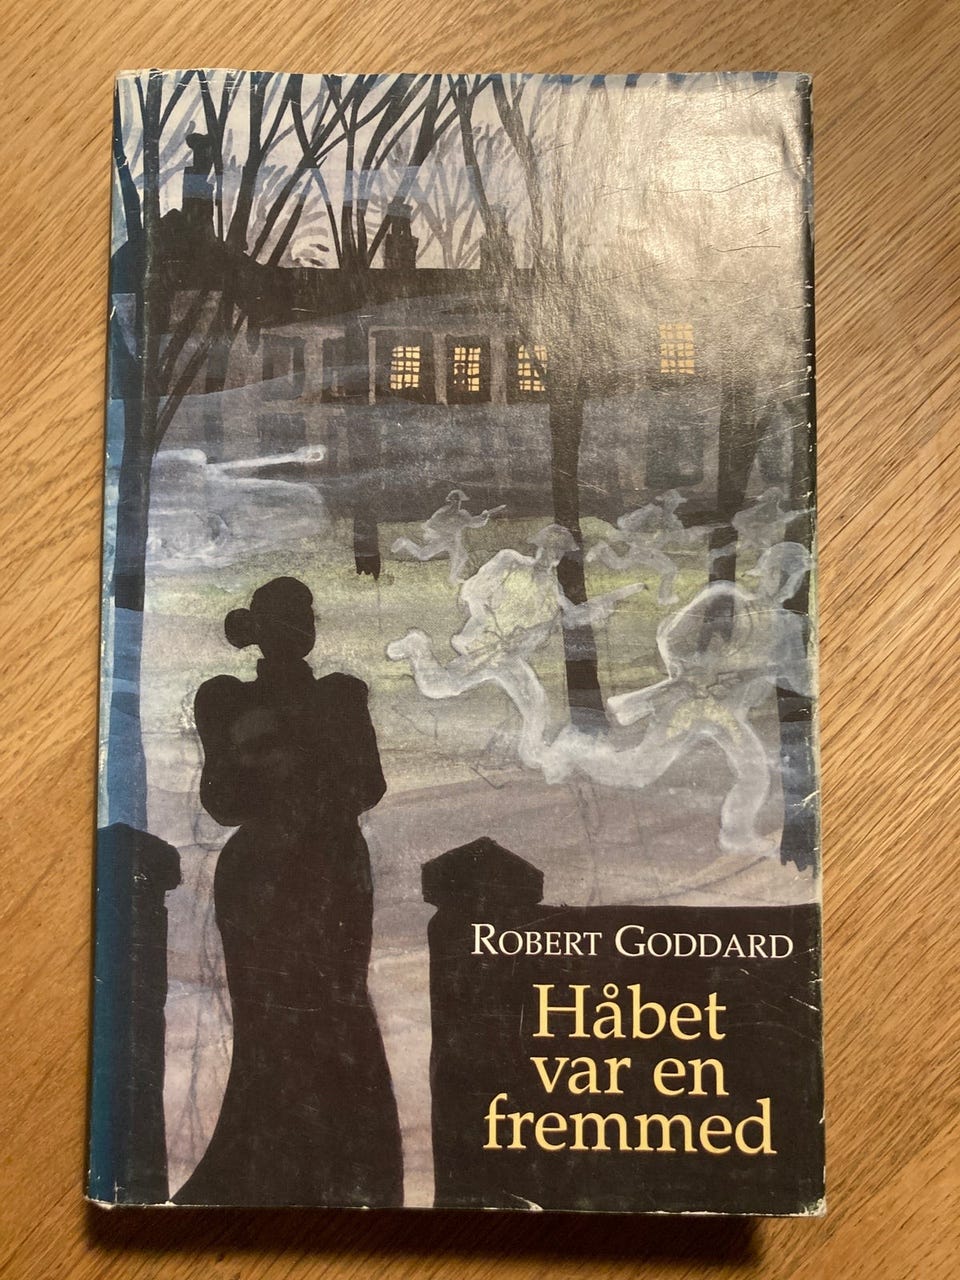 ROBERT GODDARD
Håbet
var en
fremmed